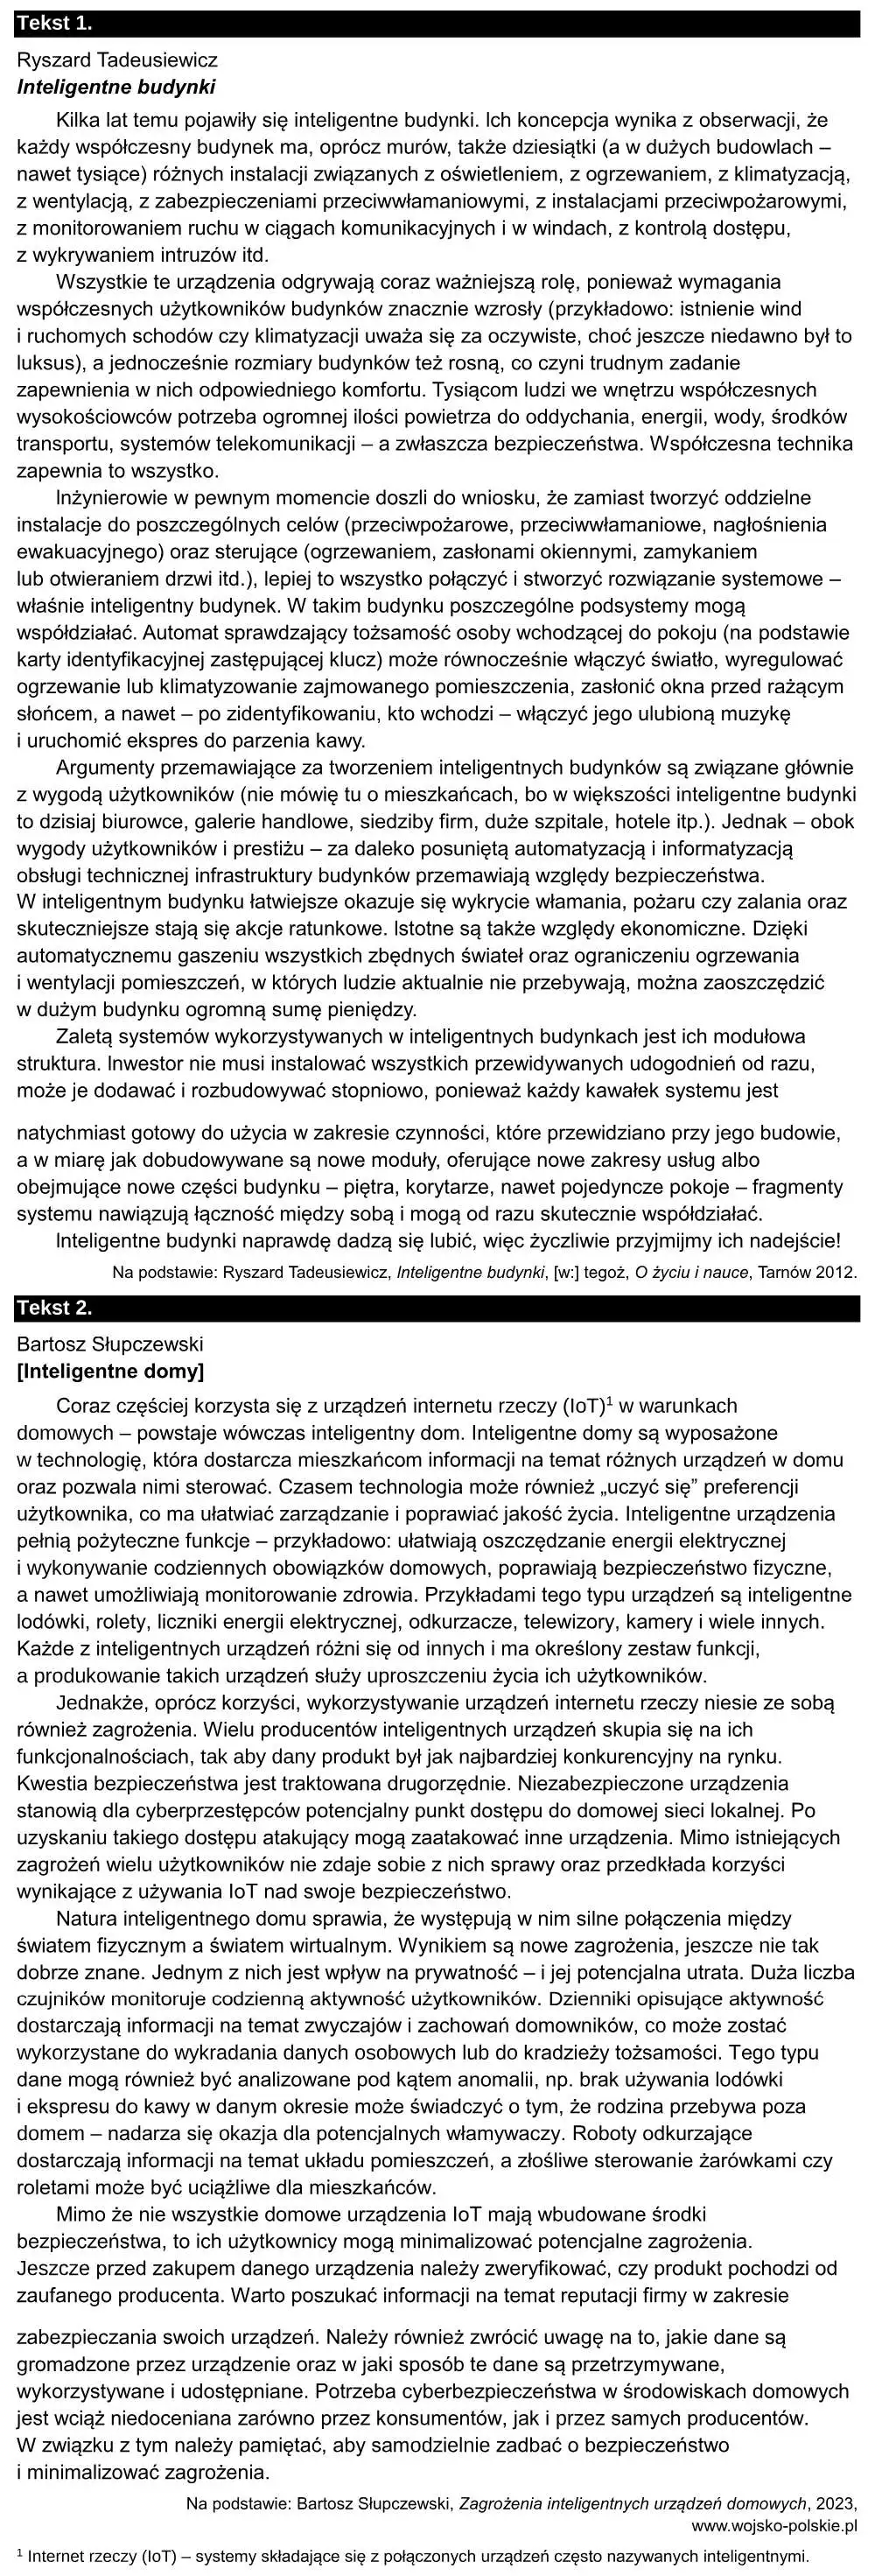 Tekst 1.
Ryszard Tadeusiewicz
Inteligentne budynki
Kilka lat temu pojawiły się inteligentne budynki. Ich koncepcja wynika z obserwacji, że
każdy współczesny budynek ma, oprócz murów, także dziesiątki (a w dużych budowlach –
nawet tysiące) różnych instalacji związanych z oświetleniem, z ogrzewaniem, z klimatyzacją,
z wentylacją, z zabezpieczeniami przeciwwłamaniowymi, z instalacjami przeciwpożarowymi,
z monitorowaniem ruchu w ciągach komunikacyjnych i w windach, z kontrolą dostępu,
z wykrywaniem intruzów itd.
Wszystkie te urządzenia odgrywają coraz ważniejszą rolę, ponieważ wymagania
współczesnych użytkowników budynków znacznie wzrosły (przykładowo: istnienie wind
i ruchomych schodów czy klimatyzacji uważa się za oczywiste, choć jeszcze niedawno był to
luksus), a jednocześnie rozmiary budynków też rosną, co czyni trudnym zadanie
zapewnienia w nich odpowiedniego komfortu. Tysiącom ludzi we wnętrzu współczesnych
wysokościowców potrzeba ogromnej ilości powietrza do oddychania, energii, wody, środków
transportu, systemów telekomunikacji – a zwłaszcza bezpieczeństwa. Współczesna technika
zapewnia to wszystko.
Inżynierowie w pewnym momencie doszli do wniosku, że zamiast tworzyć oddzielne
instalacje do poszczególnych celów (przeciwpożarowe, przeciwwłamaniowe, nagłośnienia
ewakuacyjnego) oraz sterujące (ogrzewaniem, zasłonami okiennymi, zamykaniem
lub otwieraniem drzwi itd.), lepiej to wszystko połączyć i stworzyć rozwiązanie systemowe –
właśnie inteligentny budynek. W takim budynku poszczególne podsystemy mogą
współdziałać. Automat sprawdzający tożsamość osoby wchodzącej do pokoju (na podstawie
karty identyfikacyjnej zastępującej klucz) może równocześnie włączyć światło, wyregulować
ogrzewanie lub klimatyzowanie zajmowanego pomieszczenia, zasłonić okna przed rażącym
słońcem, a nawet – po zidentyfikowaniu, kto wchodzi – włączyć jego ulubioną muzykę
i uruchomić ekspres do parzenia kawy.
Argumenty przemawiające za tworzeniem inteligentnych budynków są związane głównie
z wygodą użytkowników (nie mówię tu o mieszkańcach, bo w większości inteligentne budynki
to dzisiaj biurowce, galerie handlowe, siedziby firm, duże szpitale, hotele itp.). Jednak – obok
wygody użytkowników i prestiżu – za daleko posuniętą automatyzacją i informatyzacją
obsługi technicznej infrastruktury budynków przemawiają względy bezpieczeństwa.
W inteligentnym budynku łatwiejsze okazuje się wykrycie włamania, pożaru czy zalania oraz
skuteczniejsze stają się akcje ratunkowe. Istotne są także względy ekonomiczne. Dzięki
automatycznemu gaszeniu wszystkich zbędnych świateł oraz ograniczeniu ogrzewania
i wentylacji pomieszczeń, w których ludzie aktualnie nie przebywają, można zaoszczędzić
w dużym budynku ogromną sumę pieniędzy.
Zaletą systemów wykorzystywanych w inteligentnych budynkach jest ich modułowa
struktura. Inwestor nie musi instalować wszystkich przewidywanych udogodnień od razu,
może je dodawać i rozbudowywać stopniowo, ponieważ każdy kawałek systemu jest
natychmiast gotowy do użycia w zakresie czynności, które przewidziano przy jego budowie,
a w miarę jak dobudowywane są nowe moduły, oferujące nowe zakresy usług albo
obejmujące nowe części budynku – piętra, korytarze, nawet pojedyncze pokoje – fragmenty
systemu nawiązują łączność między sobą i mogą od razu skutecznie współdziałać.
Inteligentne budynki naprawdę dadzą się lubić, więc życzliwie przyjmijmy ich nadejście!
Na podstawie: Ryszard Tadeusiewicz, Inteligentne budynki, [w:] tegoż, O życiu i nauce, Tarnów 2012.
Tekst 2.
Bartosz Słupczewski
[Inteligentne domy]
Coraz częściej korzysta się z urządzeń internetu rzeczy (IoT)¹ w warunkach
domowych – powstaje wówczas inteligentny dom. Inteligentne domy są wyposażone
w technologię, która dostarcza mieszkańcom informacji na temat różnych urządzeń w domu
oraz pozwala nimi sterować. Czasem technologia może również „uczyć się” preferencji
użytkownika, co ma ułatwiać zarządzanie i poprawiać jakość życia. Inteligentne urządzenia
pełnią pożyteczne funkcje – przykładowo: ułatwiają oszczędzanie energii elektrycznej
i wykonywanie codziennych obowiązków domowych, poprawiają bezpieczeństwo fizyczne,
a nawet umożliwiają monitorowanie zdrowia. Przykładami tego typu urządzeń są inteligentne
lodówki, rolety, liczniki energii elektrycznej, odkurzacze, telewizory, kamery i wiele innych.
Każde z inteligentnych urządzeń różni się od innych i ma określony zestaw funkcji,
a produkowanie takich urządzeń służy uproszczeniu życia ich użytkowników.
Jednakże, oprócz korzyści, wykorzystywanie urządzeń internetu rzeczy niesie ze sobą
również zagrożenia. Wielu producentów inteligentnych urządzeń skupia się na ich
funkcjonalnościach, tak aby dany produkt był jak najbardziej konkurencyjny na rynku.
Kwestia bezpieczeństwa jest traktowana drugorzędnie. Niezabezpieczone urządzenia
stanowią dla cyberprzestępców potencjalny punkt dostępu do domowej sieci lokalnej. Po
uzyskaniu takiego dostępu atakujący mogą zaatakować inne urządzenia. Mimo istniejących
zagrożeń wielu użytkowników nie zdaje sobie z nich sprawy oraz przedkłada korzyści
wynikające z używania IoT nad swoje bezpieczeństwo.
Natura inteligentnego domu sprawia, że występują w nim silne połączenia między
światem fizycznym a światem wirtualnym. Wynikiem są nowe zagrożenia, jeszcze nie tak
dobrze znane. Jednym z nich jest wpływ na prywatność – i jej potencjalna utrata. Duża liczba
czujników monitoruje codzienną aktywność użytkowników. Dzienniki opisujące aktywność
dostarczają informacji na temat zwyczajów i zachowań domowników, co może zostać
wykorzystane do wykradania danych osobowych lub do kradzieży tożsamości. Tego typu
dane mogą również być analizowane pod kątem anomalii, np. brak używania lodówki
i ekspresu do kawy w danym okresie może świadczyć o tym, że rodzina przebywa poza
domem – nadarza się okazja dla potencjalnych włamywaczy. Roboty odkurzające
dostarczają informacji na temat układu pomieszczeń, a złośliwe sterowanie żarówkami czy
roletami może być uciążliwe dla mieszkańców.
Mimo że nie wszystkie domowe urządzenia IoT mają wbudowane środki
bezpieczeństwa, to ich użytkownicy mogą minimalizować potencjalne zagrożenia.
Jeszcze przed zakupem danego urządzenia należy zweryfikować, czy produkt pochodzi od
zaufanego producenta. Warto poszukać informacji na temat reputacji firmy w zakresie
zabezpieczania swoich urządzeń. Należy również zwrócić uwagę na to, jakie dane są
gromadzone przez urządzenie oraz w jaki sposób te dane są przetrzymywane,
wykorzystywane i udostępniane. Potrzeba cyberbezpieczeństwa w środowiskach domowych
jest wciąż niedoceniana zarówno przez konsumentów, jak i przez samych producentów.
W związku z tym należy pamiętać, aby samodzielnie zadbać o bezpieczeństwo
i minimalizować zagrożenia.
Na podstawie: Bartosz Słupczewski, Zagrożenia inteligentnych urządzeń domowych, 2023,
www.wojsko-polskie.pl
¹ Internet rzeczy (IoT) – systemy składające się z połączonych urządzeń często nazywanych inteligentnymi.